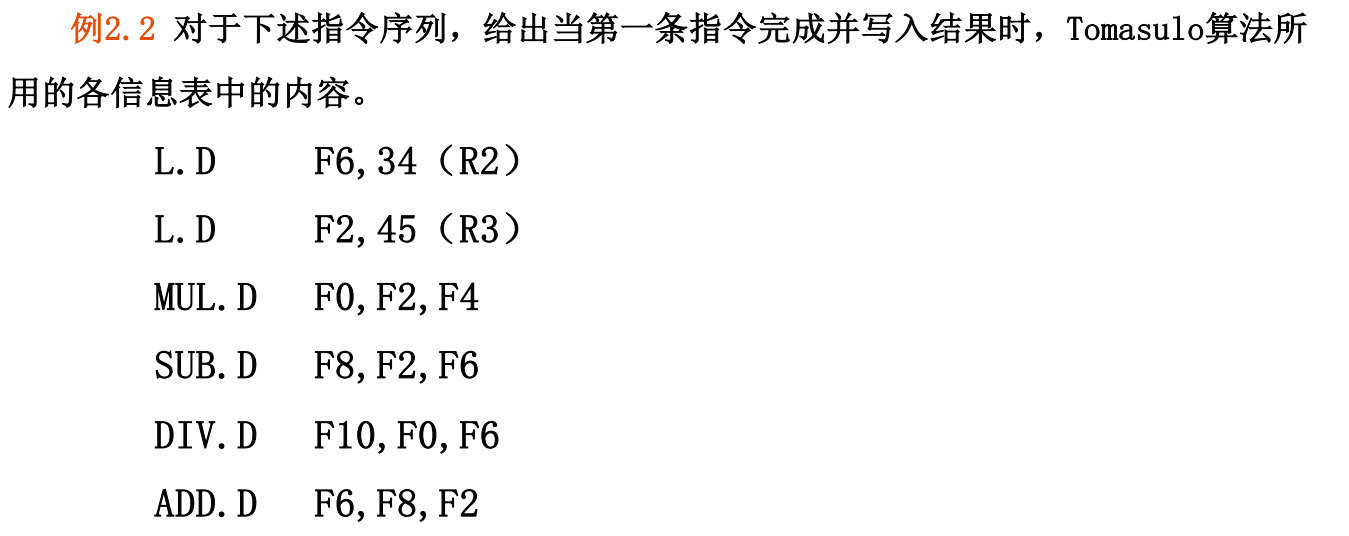 例2.2 对于下述指令序列，给出当第一条指令完成并写入结果时，Tomasulo算法所
用的各信息表中的内容。
L.D F6,34（R2）
L.D F2,45（R3）
MUL.D F0,F2,F4
SUB.D F8,F2,F6
DIV.D F10,F0,F6
ADD.D F6,F8,F2